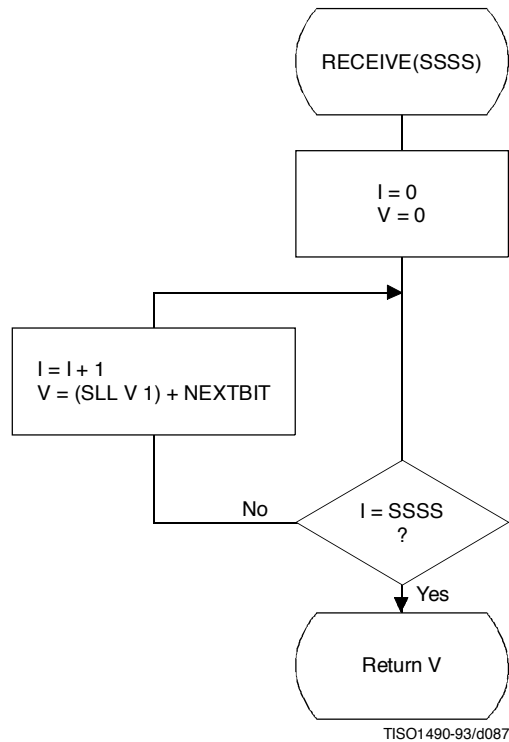 RECEIVE(SSSS)
I = 0
V = 0
I = I + 1
V = (SLL V 1) + NEXTBIT
No
I = SSSS
?
Yes
Return V
TISO1490-93/d087